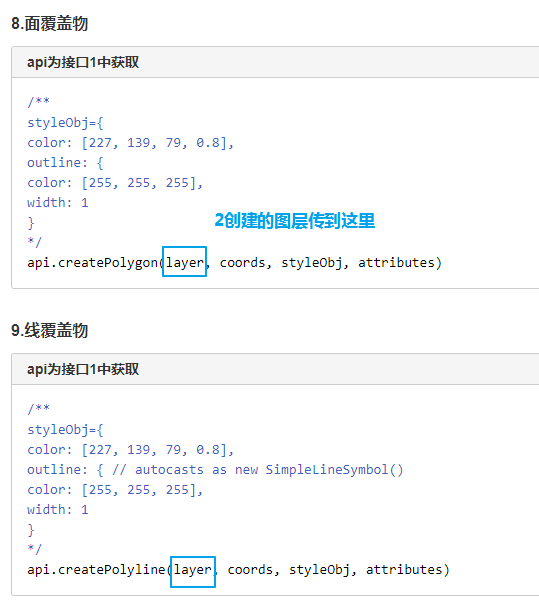 8.面覆盖物
api为接口1中获取
/**
styleObj={
color: [227, 139, 79, 0.8],
outline: {
color: [255, 255, 255],
width: 1
}
2创建的图层传到这里
*/
api.createPolygon(layer, coords, styleObj, attributes)
9.线覆盖物
api为接口1中获取
/**
styleObj={
color: [227, 139, 79, 0.8],
outline: { // autocasts as new SimpleLineSymbol()
color: [255, 255, 255],
width: 1
}
*/
api.createPolyline(layer, coords, styleObj, attributes)